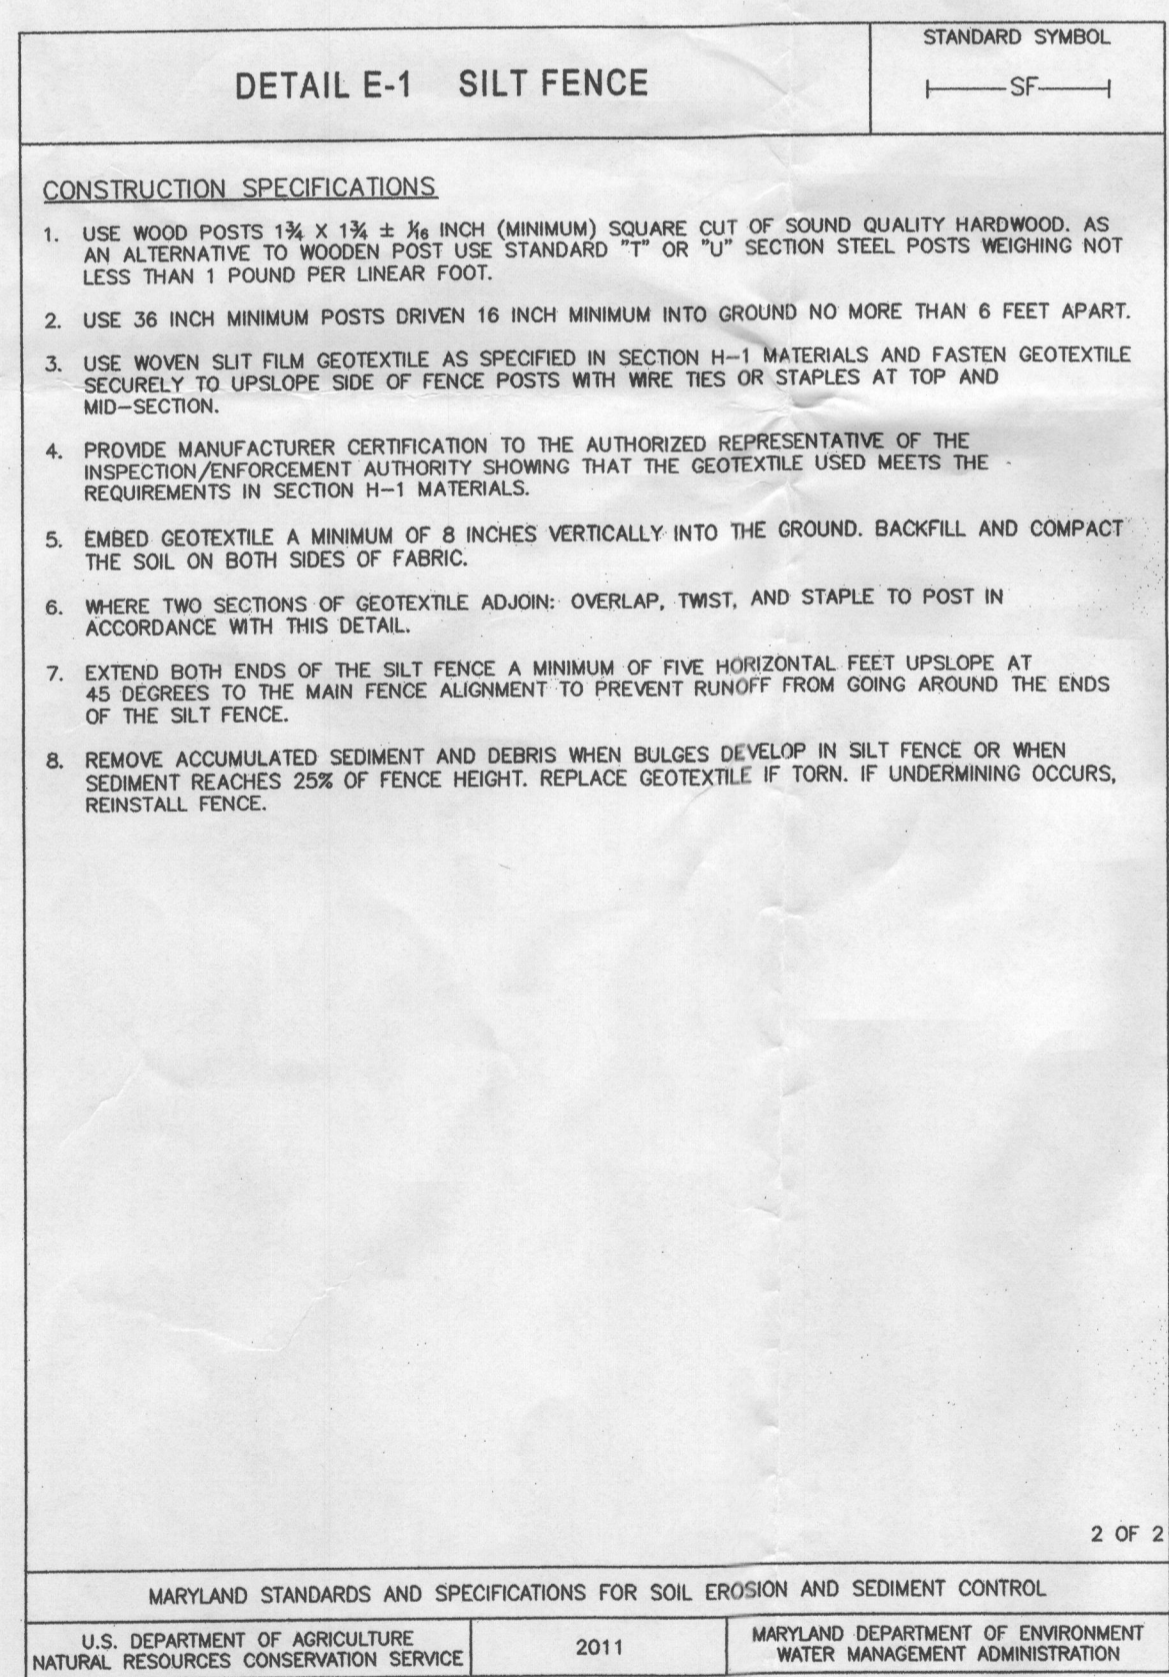 DETAIL E-1 SILT FENCE
STANDARD SYMBOL
SF
CONSTRUCTION SPECIFICATIONS
1. USE WOOD POSTS 1¾ X 1¾ ± 1⁄16 INCH (MINIMUM) SQUARE CUT OF SOUND QUALITY HARDWOOD. AS
AN ALTERNATIVE TO WOODEN POST USE STANDARD "T" OR "U" SECTION STEEL POSTS WEIGHING NOT
LESS THAN 1 POUND PER LINEAR FOOT.
2. USE 36 INCH MINIMUM POSTS DRIVEN 16 INCH MINIMUM INTO GROUND NO MORE THAN 6 FEET APART.
3. USE WOVEN SLIT FILM GEOTEXTILE AS SPECIFIED IN SECTION H-1 MATERIALS AND FASTEN GEOTEXTILE
SECURELY TO UPSLOPE SIDE OF FENCE POSTS WITH WIRE TIES OR STAPLES AT TOP AND
MID-SECTION.
4. PROVIDE MANUFACTURER CERTIFICATION TO THE AUTHORIZED REPRESENTATIVE OF THE
INSPECTION/ENFORCEMENT AUTHORITY SHOWING THAT THE GEOTEXTILE USED MEETS THE
REQUIREMENTS IN SECTION H-1 MATERIALS.
5. EMBED GEOTEXTILE A MINIMUM OF 8 INCHES VERTICALLY INTO THE GROUND. BACKFILL AND COMPACT
THE SOIL ON BOTH SIDES OF FABRIC.
6. WHERE TWO SECTIONS OF GEOTEXTILE ADJOIN: OVERLAP, TWIST, AND STAPLE TO POST IN
ACCORDANCE WITH THIS DETAIL.
7. EXTEND BOTH ENDS OF THE SILT FENCE A MINIMUM OF FIVE HORIZONTAL FEET UPSLOPE AT
45 DEGREES TO THE MAIN FENCE ALIGNMENT TO PREVENT RUNOFF FROM GOING AROUND THE ENDS
OF THE SILT FENCE.
8. REMOVE ACCUMULATED SEDIMENT AND DEBRIS WHEN BULGES DEVELOP IN SILT FENCE OR WHEN
SEDIMENT REACHES 25% OF FENCE HEIGHT. REPLACE GEOTEXTILE IF TORN. IF UNDERMINING OCCURS,
REINSTALL FENCE.
2 OF 2
MARYLAND STANDARDS AND SPECIFICATIONS FOR SOIL EROSION AND SEDIMENT CONTROL
U.S. DEPARTMENT OF AGRICULTURE
NATURAL RESOURCES CONSERVATION SERVICE
2011
MARYLAND DEPARTMENT OF ENVIRONMENT
WATER MANAGEMENT ADMINISTRATION